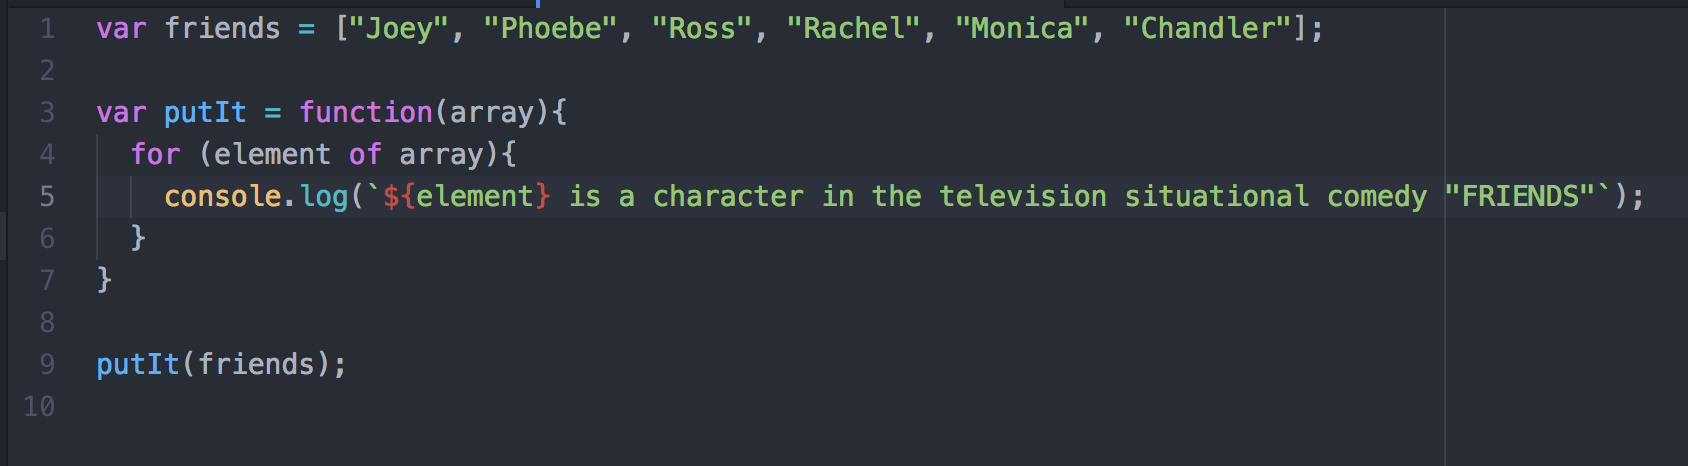 1 var friends = ["Joey", "Phoebe", "Ross", "Rachel", "Monica", "Chandler"];
2
3 var putIt = function(array){
4   for (element of array){
5     console.log(`${element} is a character in the television situational comedy "FRIENDS"`);
6   }
7 }
8
9 putIt(friends);
10